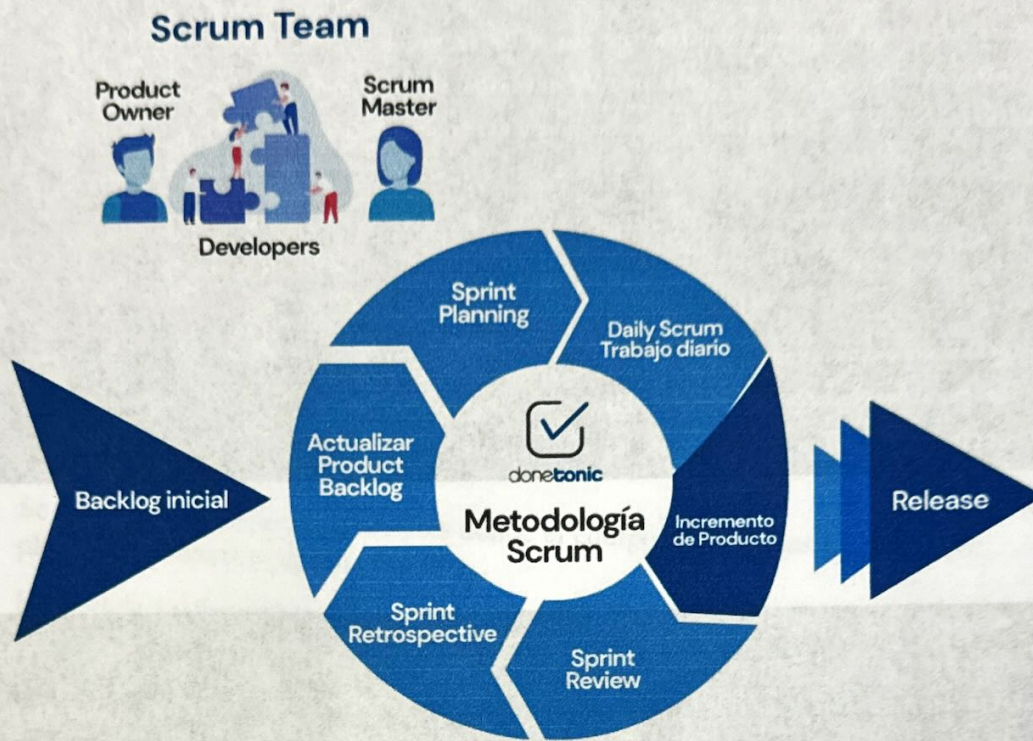 Scrum Team
Product
Owner
Scrum
Master
Developers
Sprint
Planning
Daily Scrum
Trabajo diario
Actualizar
Product
Backlog
donetonic
Metodología
Scrum
Backlog inicial
Incremento
de Producto
Release
Sprint
Retrospective
Sprint
Review